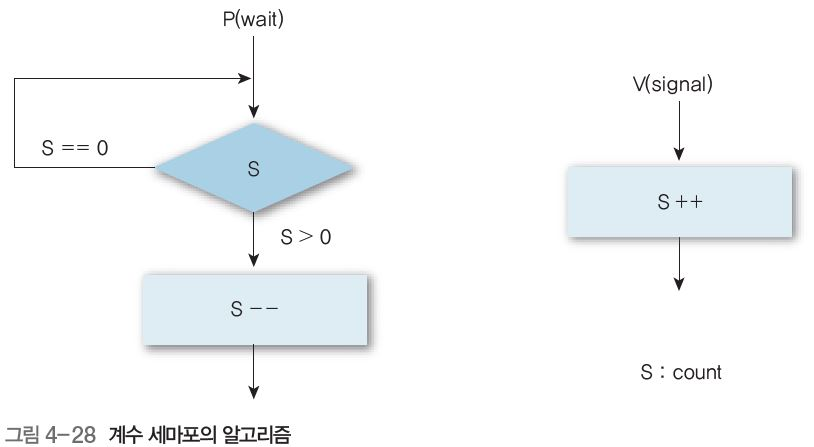 P(wait)
V(signal)
S == 0
S
S > 0
S ++
S −−
S : count
그림 4-28 계수 세마포의 알고리즘